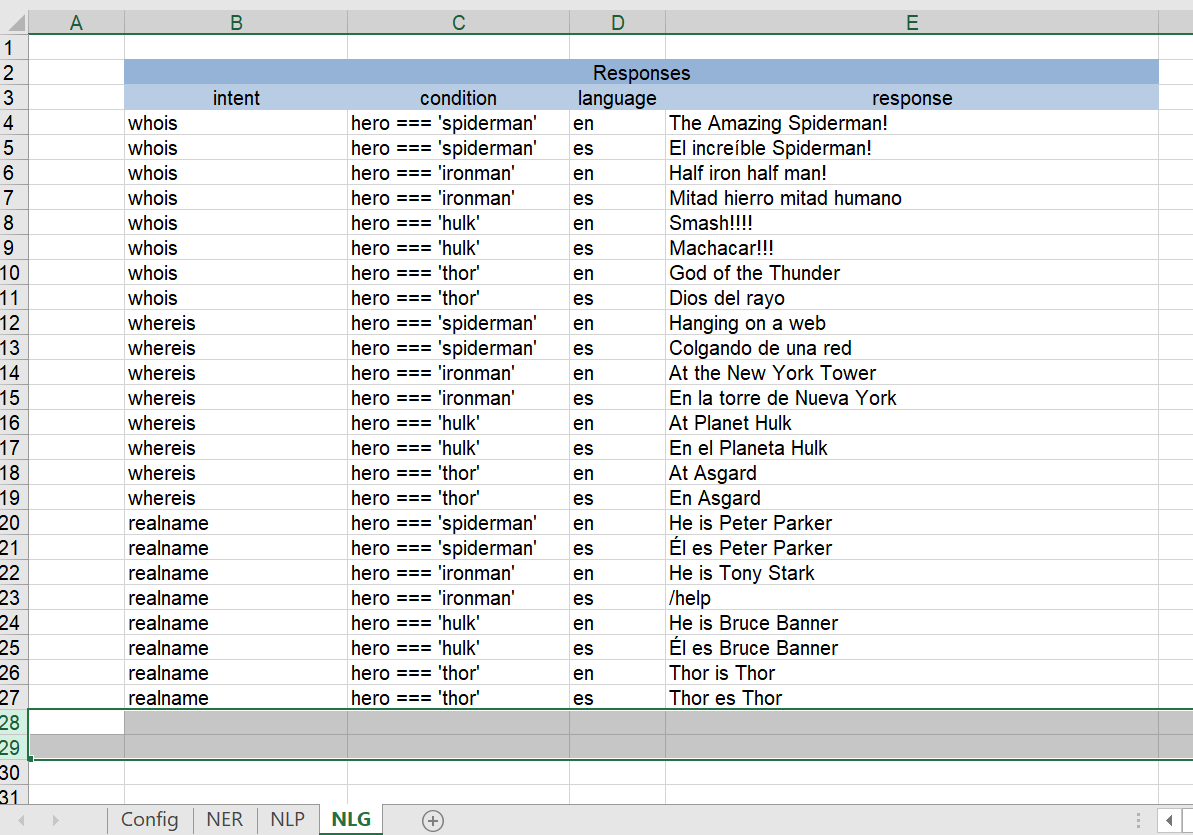 A B C D E
1
2 Responses
3 intent condition language response
4 whois hero === 'spiderman' en The Amazing Spiderman!
5 whois hero === 'spiderman' es El increíble Spiderman!
6 whois hero === 'ironman' en Half iron half man!
7 whois hero === 'ironman' es Mitad hierro mitad humano
8 whois hero === 'hulk' en Smash!!!!
9 whois hero === 'hulk' es Machacar!!!
10 whois hero === 'thor' en God of the Thunder
11 whois hero === 'thor' es Dios del rayo
12 whereis hero === 'spiderman' en Hanging on a web
13 whereis hero === 'spiderman' es Colgando de una red
14 whereis hero === 'ironman' en At the New York Tower
15 whereis hero === 'ironman' es En la torre de Nueva York
16 whereis hero === 'hulk' en At Planet Hulk
17 whereis hero === 'hulk' es En el Planeta Hulk
18 whereis hero === 'thor' en At Asgard
19 whereis hero === 'thor' es En Asgard
20 realname hero === 'spiderman' en He is Peter Parker
21 realname hero === 'spiderman' es Él es Peter Parker
22 realname hero === 'ironman' en He is Tony Stark
23 realname hero === 'ironman' es /help
24 realname hero === 'hulk' en He is Bruce Banner
25 realname hero === 'hulk' es Él es Bruce Banner
26 realname hero === 'thor' en Thor is Thor
27 realname hero === 'thor' es Thor es Thor
28
29
30
31
Config NER NLP NLG